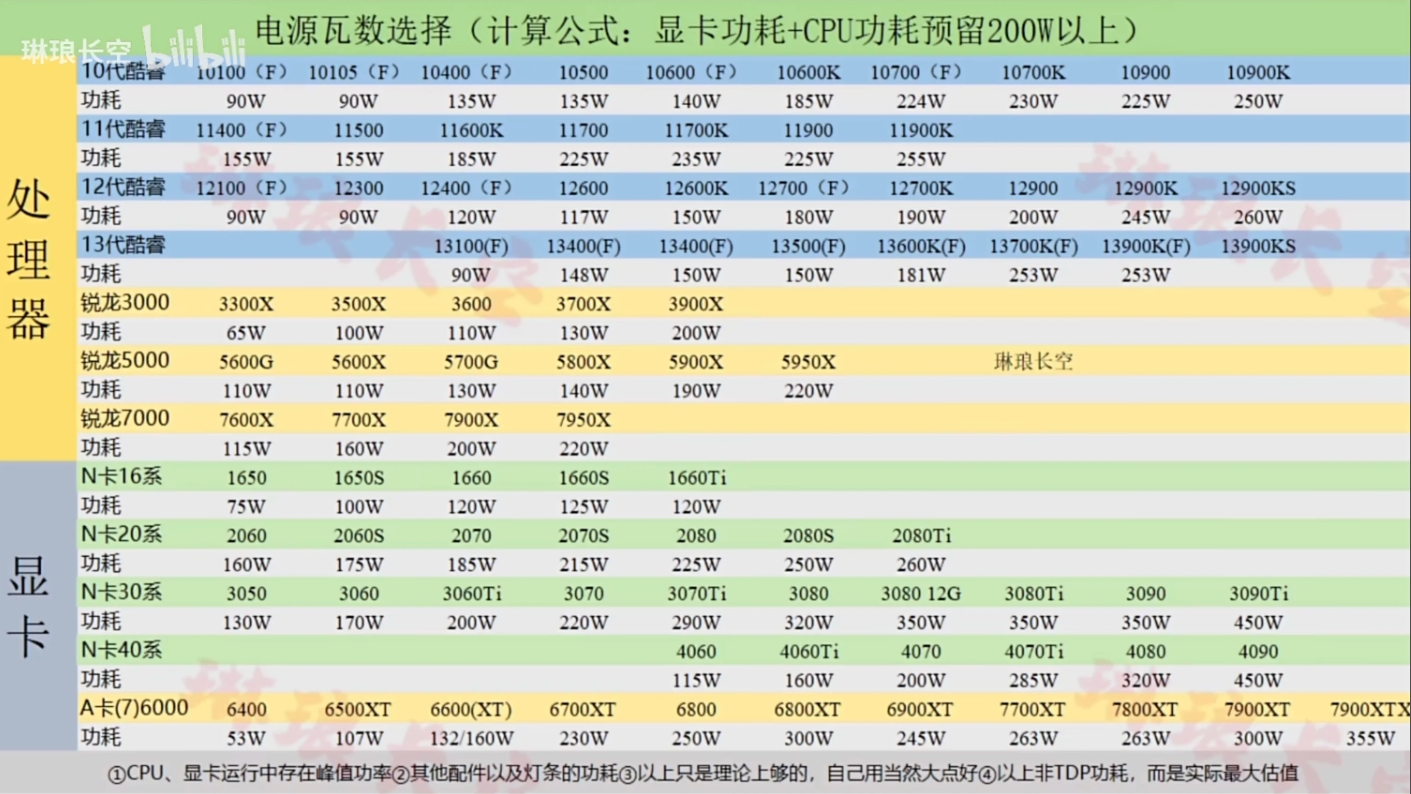 电源瓦数选择（计算公式：显卡功耗+CPU功耗预留200W以上）
琳琅长空 bilibili
处理器
10代酷睿 10100（F） 10105（F） 10400（F） 10500 10600（F） 10600K 10700（F） 10700K 10900 10900K
功耗 90W 90W 135W 135W 140W 185W 224W 230W 225W 250W
11代酷睿 11400（F） 11500 11600K 11700 11700K 11900 11900K
功耗 155W 155W 185W 225W 235W 225W 255W
12代酷睿 12100（F） 12300 12400（F） 12600 12600K 12700（F） 12700K 12900 12900K 12900KS
功耗 90W 90W 120W 117W 150W 180W 190W 200W 245W 260W
13代酷睿 13100(F) 13400(F) 13400(F) 13500(F) 13600K(F) 13700K(F) 13900K(F) 13900KS
功耗 90W 148W 150W 150W 181W 253W 253W
锐龙3000 3300X 3500X 3600 3700X 3900X
功耗 65W 100W 110W 130W 200W
锐龙5000 5600G 5600X 5700G 5800X 5900X 5950X 琳琅长空
功耗 110W 110W 130W 140W 190W 220W
锐龙7000 7600X 7700X 7900X 7950X
功耗 115W 160W 200W 220W
显卡
N卡16系 1650 1650S 1660 1660S 1660Ti
功耗 75W 100W 120W 125W 120W
N卡20系 2060 2060S 2070 2070S 2080 2080S 2080Ti
功耗 160W 175W 185W 215W 225W 250W 260W
N卡30系 3050 3060 3060Ti 3070 3070Ti 3080 3080 12G 3080Ti 3090 3090Ti
功耗 130W 170W 200W 220W 290W 320W 350W 350W 350W 450W
N卡40系 4060 4060Ti 4070 4070Ti 4080 4090
功耗 115W 160W 200W 285W 320W 450W
A卡(7)6000 6400 6500XT 6600(XT) 6700XT 6800 6800XT 6900XT 7700XT 7800XT 7900XT 7900XTX
功耗 53W 107W 132/160W 230W 250W 300W 245W 263W 263W 300W 355W
①CPU、显卡运行中存在峰值功率②其他配件以及灯条的功耗③以上只是理论上够的，自己用当然大点好④以上非TDP功耗，而是实际最大估值
琳琅长空
琳琅长空